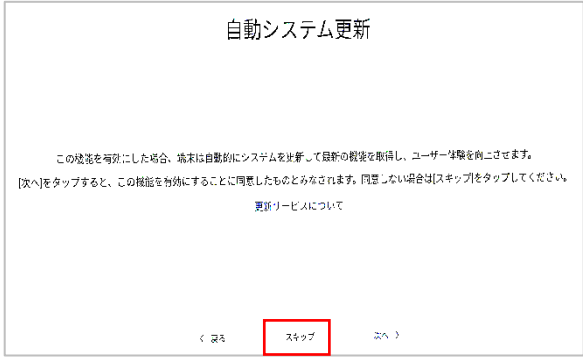 自動システム更新
この機能を有効にした場合、端末は自動的にシステムを更新して最新の機能を取得し、ユーザー体験を向上させます。
[次へ]をタップすると、この機能を有効にすることに同意したものとみなされます。同意しない場合は[スキップ]をタップしてください。
更新サービスについて
< 戻る スキップ 次へ >